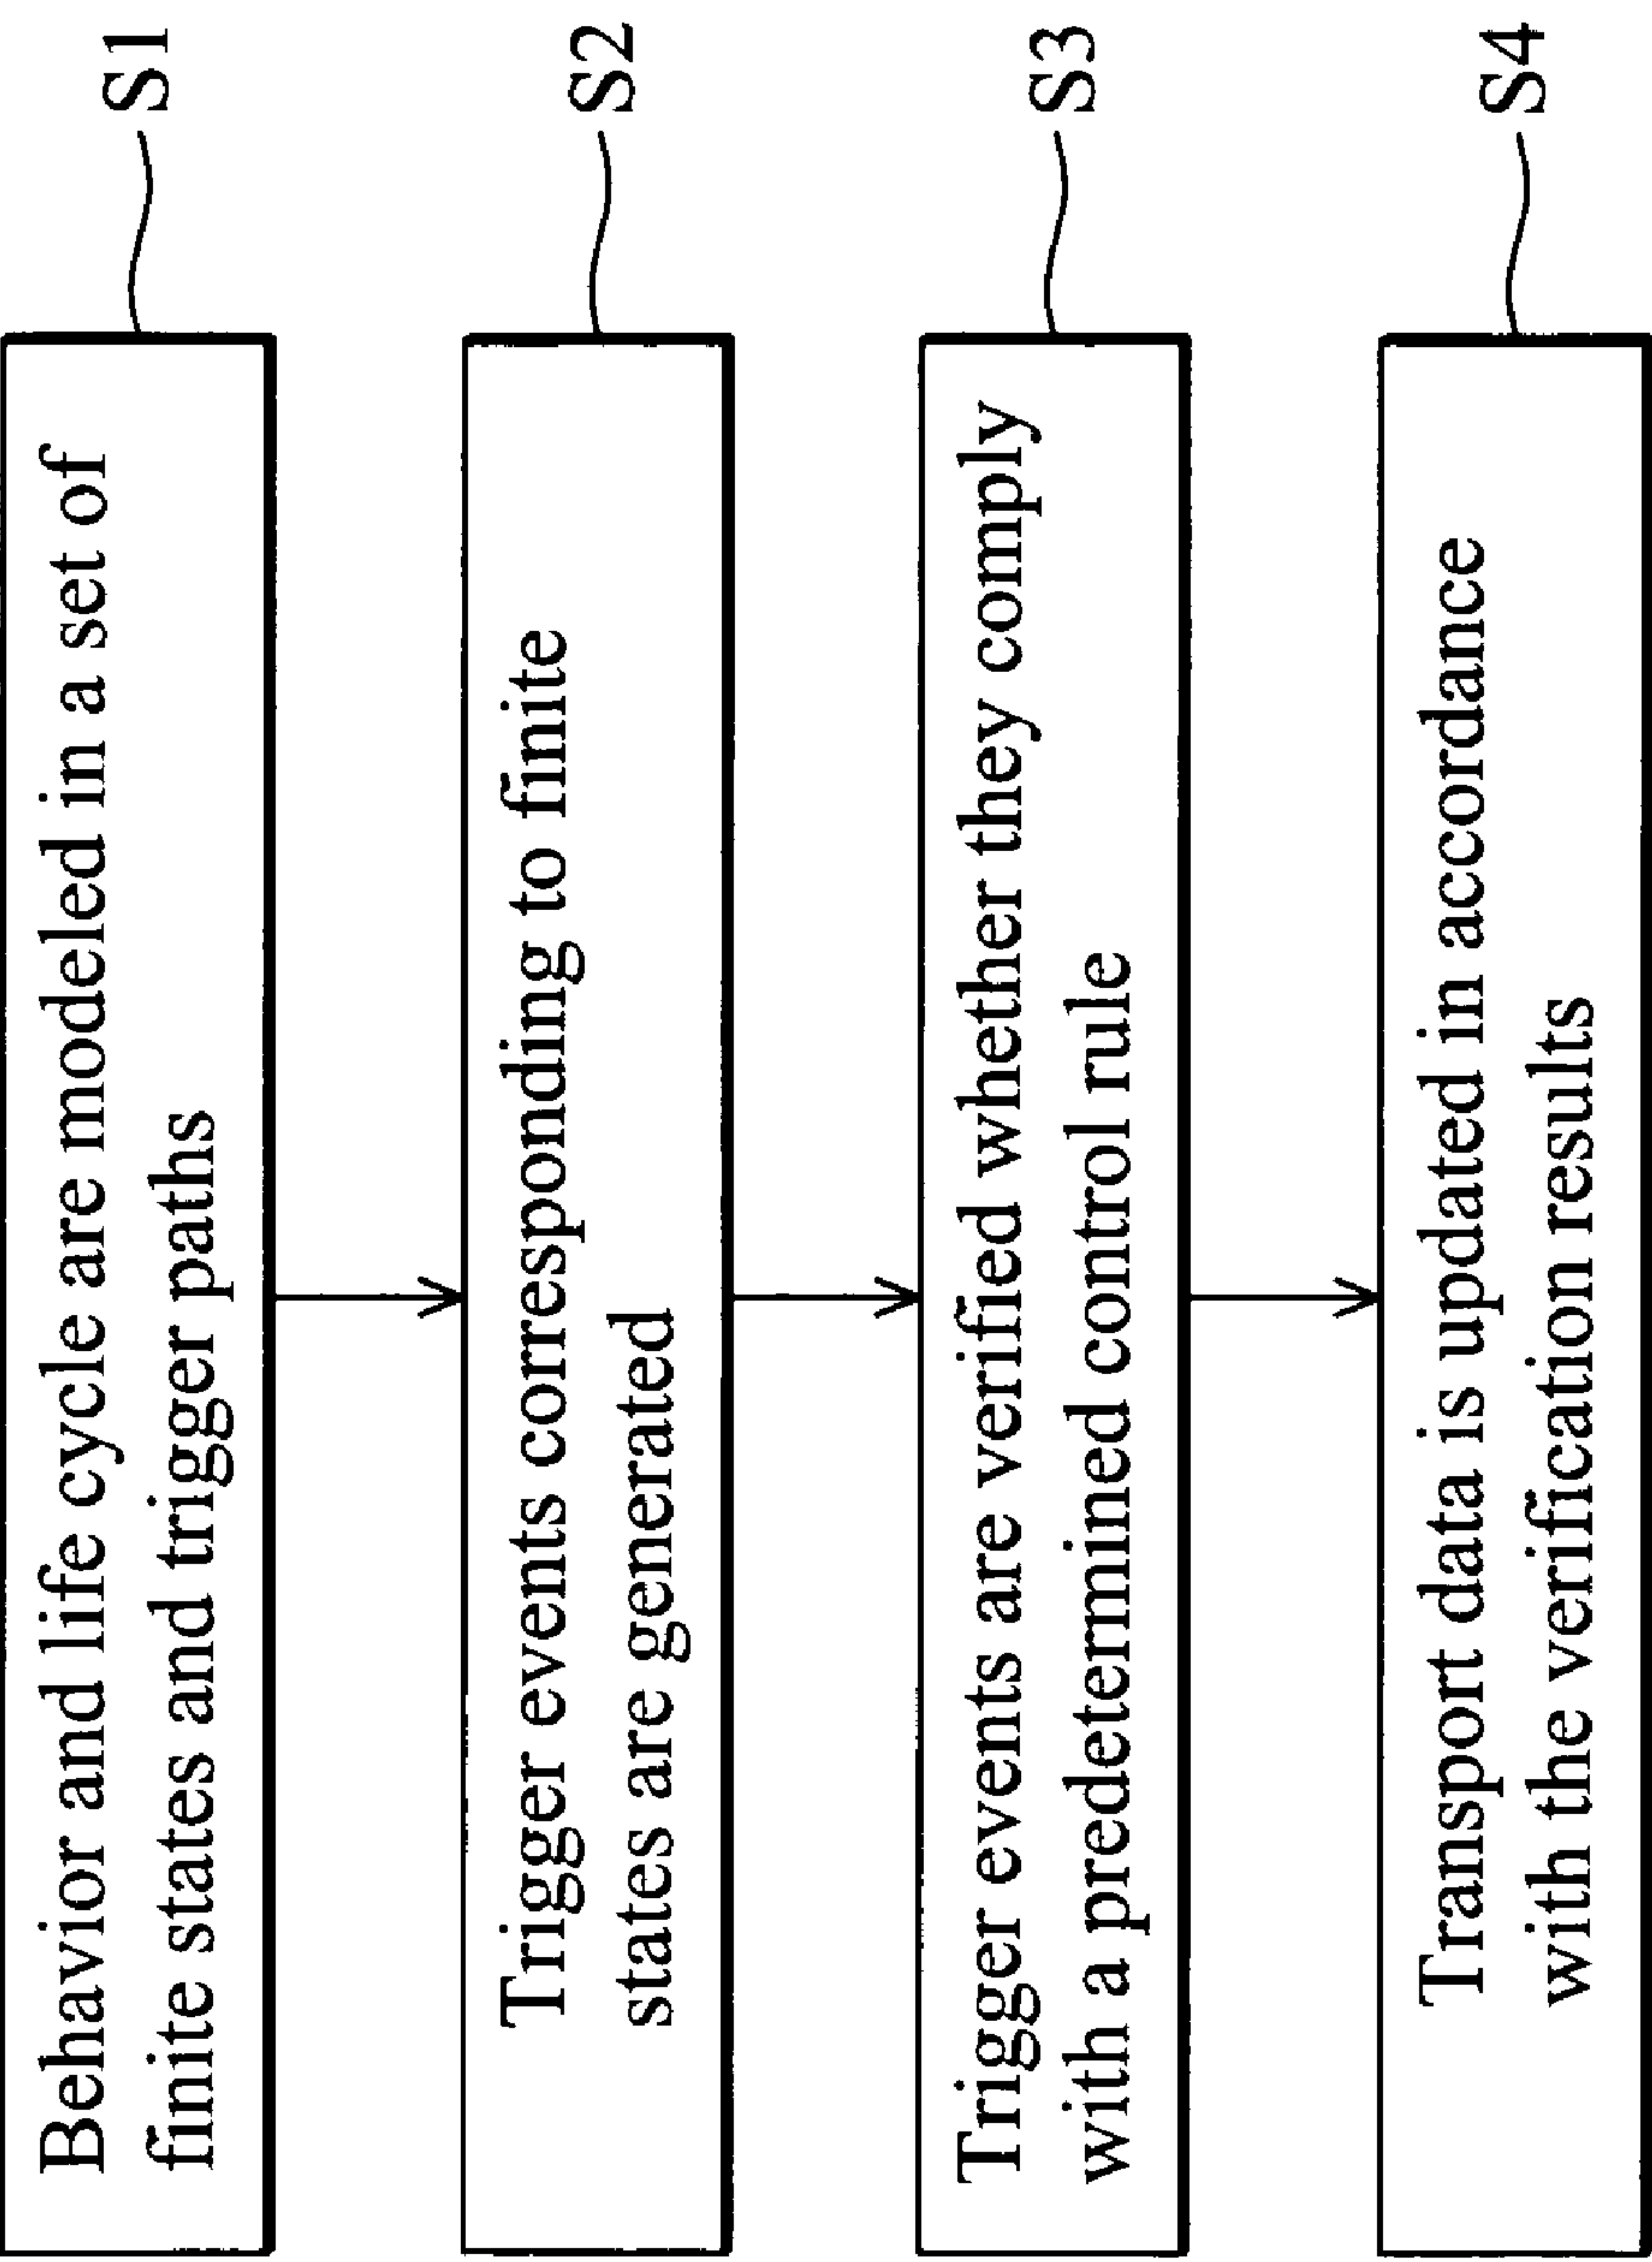 Behavior and life cycle are modeled in a set of
finite states and trigger paths
S1
Trigger events corresponding to finite
states are generated
S2
Trigger events are verified whether they comply
with a predetermined control rule
S3
Transport data is updated in accordance
with the verification results
S4